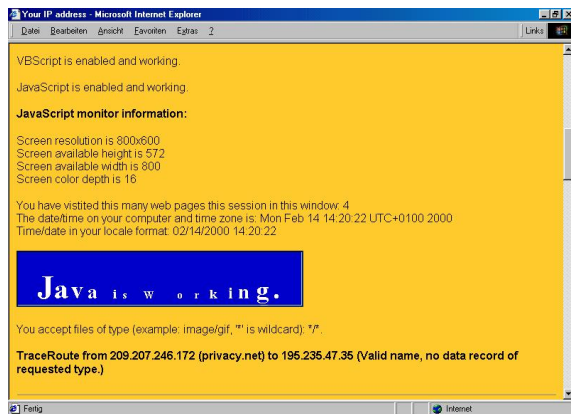 Your IP address - Microsoft Internet Explorer
Datei Bearbeiten Ansicht Favoriten Extras ? Links
VBScript is enabled and working.
JavaScript is enabled and working.
JavaScript monitor information:
Screen resolution is 800x600
Screen available height is 572
Screen available width is 800
Screen color depth is 16
You have vistited this many web pages this session in this window: 4
The date/time on your computer and time zone is: Mon Feb 14 14:20:22 UTC+0100 2000
Time/date in your locale format: 02/14/2000 14:20:22
Java is Working.
You accept files of type (example: image/gif, '*' is wildcard): */*.
TraceRoute from 209.207.246.172 (privacy.net) to 195.235.47.35 (Valid name, no data record of
requested type.)
Fertig Internet